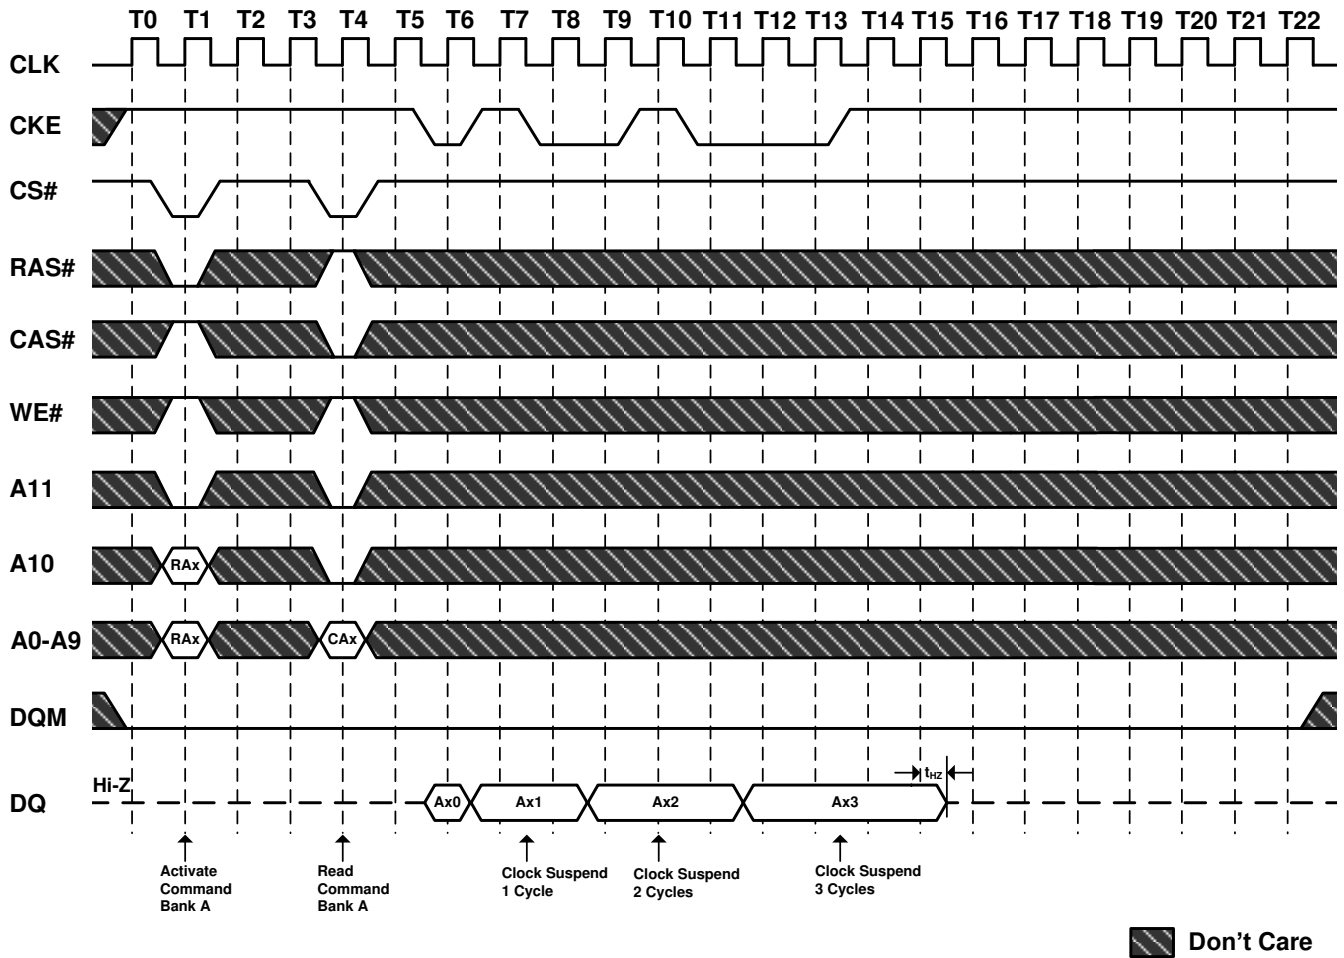 T0 T1 T2 T3 T4 T5 T6 T7 T8 T9 T10 T11 T12 T13 T14 T15 T16 T17 T18 T19 T20 T21 T22
CLK
CKE
CS#
RAS#
CAS#
WE#
A11
A10 RAx
A0-A9 RAx CAx
DQM
Hi-Z tHZ
DQ Ax0 Ax1 Ax2 Ax3
Activate
Command
Bank A
Read
Command
Bank A
Clock Suspend
1 Cycle
Clock Suspend
2 Cycles
Clock Suspend
3 Cycles
Don't Care